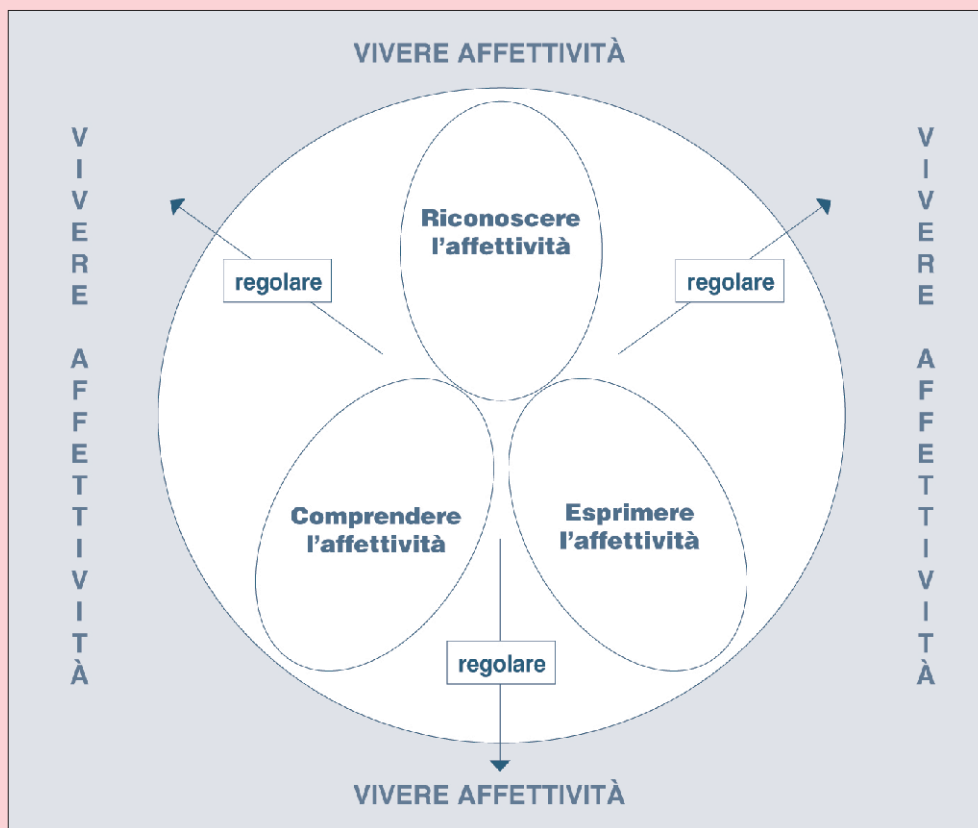 VIVERE AFFETTIVITÀ
VIVERE AFFETTIVITÀ
VIVERE AFFETTIVITÀ
Riconoscere
l'affettività
regolare
regolare
Comprendere
l'affettività
Esprimere
l'affettività
regolare
VIVERE AFFETTIVITÀ